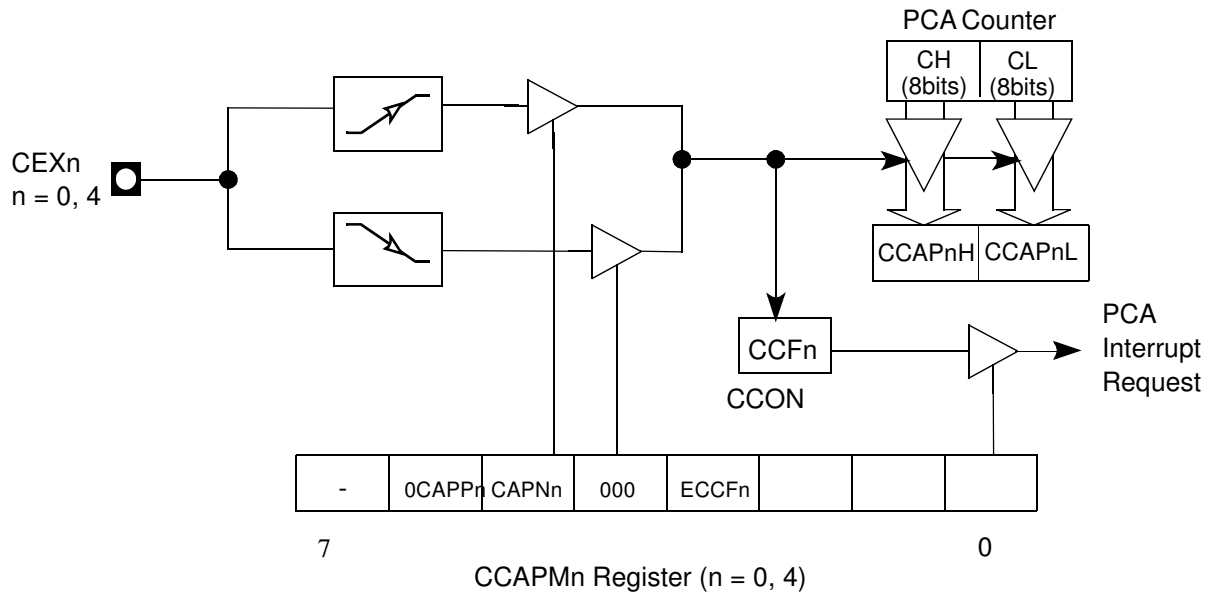 PCA Counter
CH
(8bits)
CL
(8bits)
CEXn
n = 0, 4
CCAPnH
CCAPnL
CCFn
CCON
PCA
Interrupt
Request
-
0CAPPn
CAPNn
000
ECCFn
7
0
CCAPMn Register (n = 0, 4)